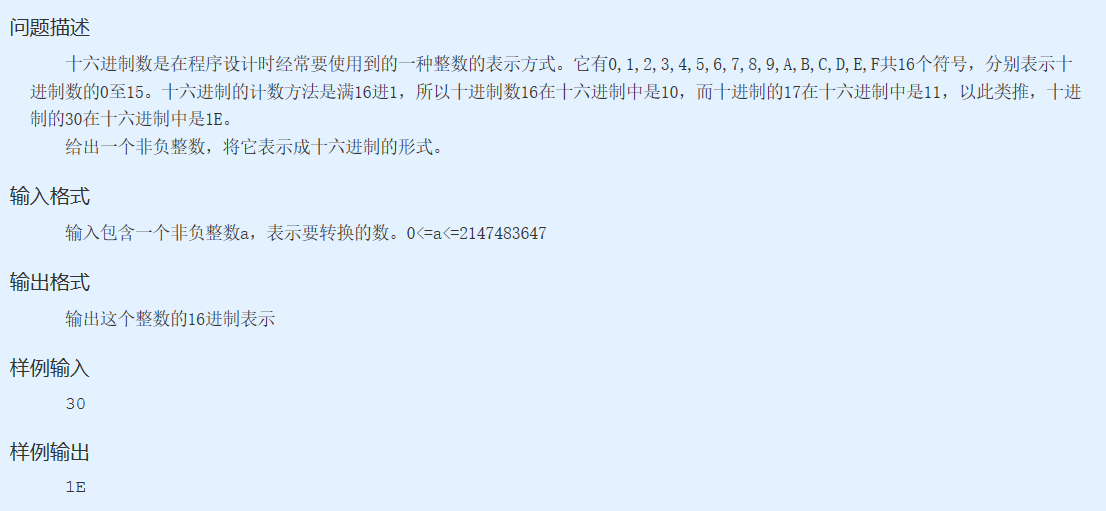 问题描述
十六进制数是在程序设计时经常要使用到的一种整数的表示方式。它有0,1,2,3,4,5,6,7,8,9,A,B,C,D,E,F共16个符号，分别表示十
进制数的0至15。十六进制的计数方法是满16进1，所以十进制数16在十六进制中是10，而十进制的17在十六进制中是11，以此类推，十进
制的30在十六进制中是1E。
给出一个非负整数，将它表示成十六进制的形式。
输入格式
输入包含一个非负整数a，表示要转换的数。0<=a<=2147483647
输出格式
输出这个整数的16进制表示
样例输入
30
样例输出
1E